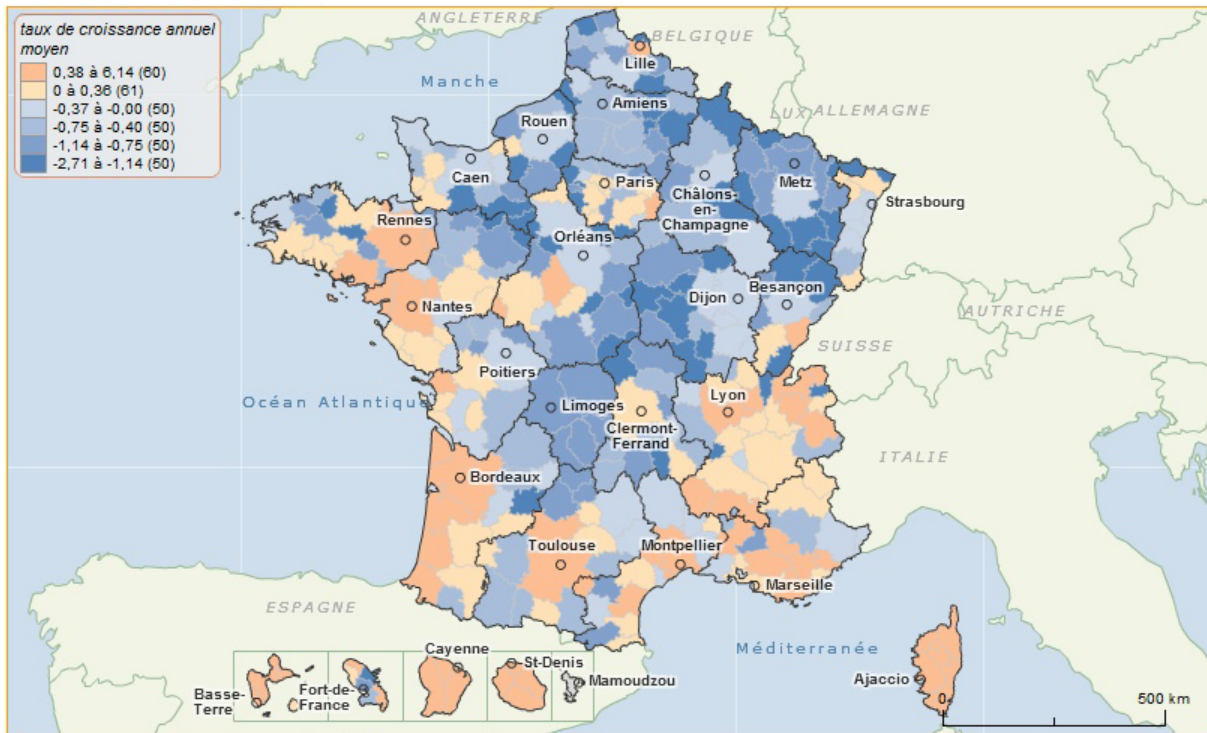 taux de croissance annuel
moyen
0,38 à 6,14 (60)
0 à 0,36 (61)
-0,37 à -0,00 (50)
-0,75 à -0,40 (50)
-1,14 à -0,75 (50)
-2,71 à -1,14 (50)
ANGLETERRE
BELGIQUE
Lille
Manche
Amiens
LUX
ALLEMAGNE
Rouen
Caen
Paris
Châlons-
en-
Champagne
Metz
Strasbourg
Rennes
Orléans
Nantes
Dijon
Besançon
AUTRICHE
SUISSE
Poitiers
Océan Atlantique
Limoges
Clermont-
Ferrand
Lyon
ITALIE
Bordeaux
Toulouse
Montpellier
Marseille
ESPAGNE
Méditerranée
Cayenne
St-Denis
Basse-
Terre
Fort-de-
France
Mamoudzou
Ajaccio
0
500 km